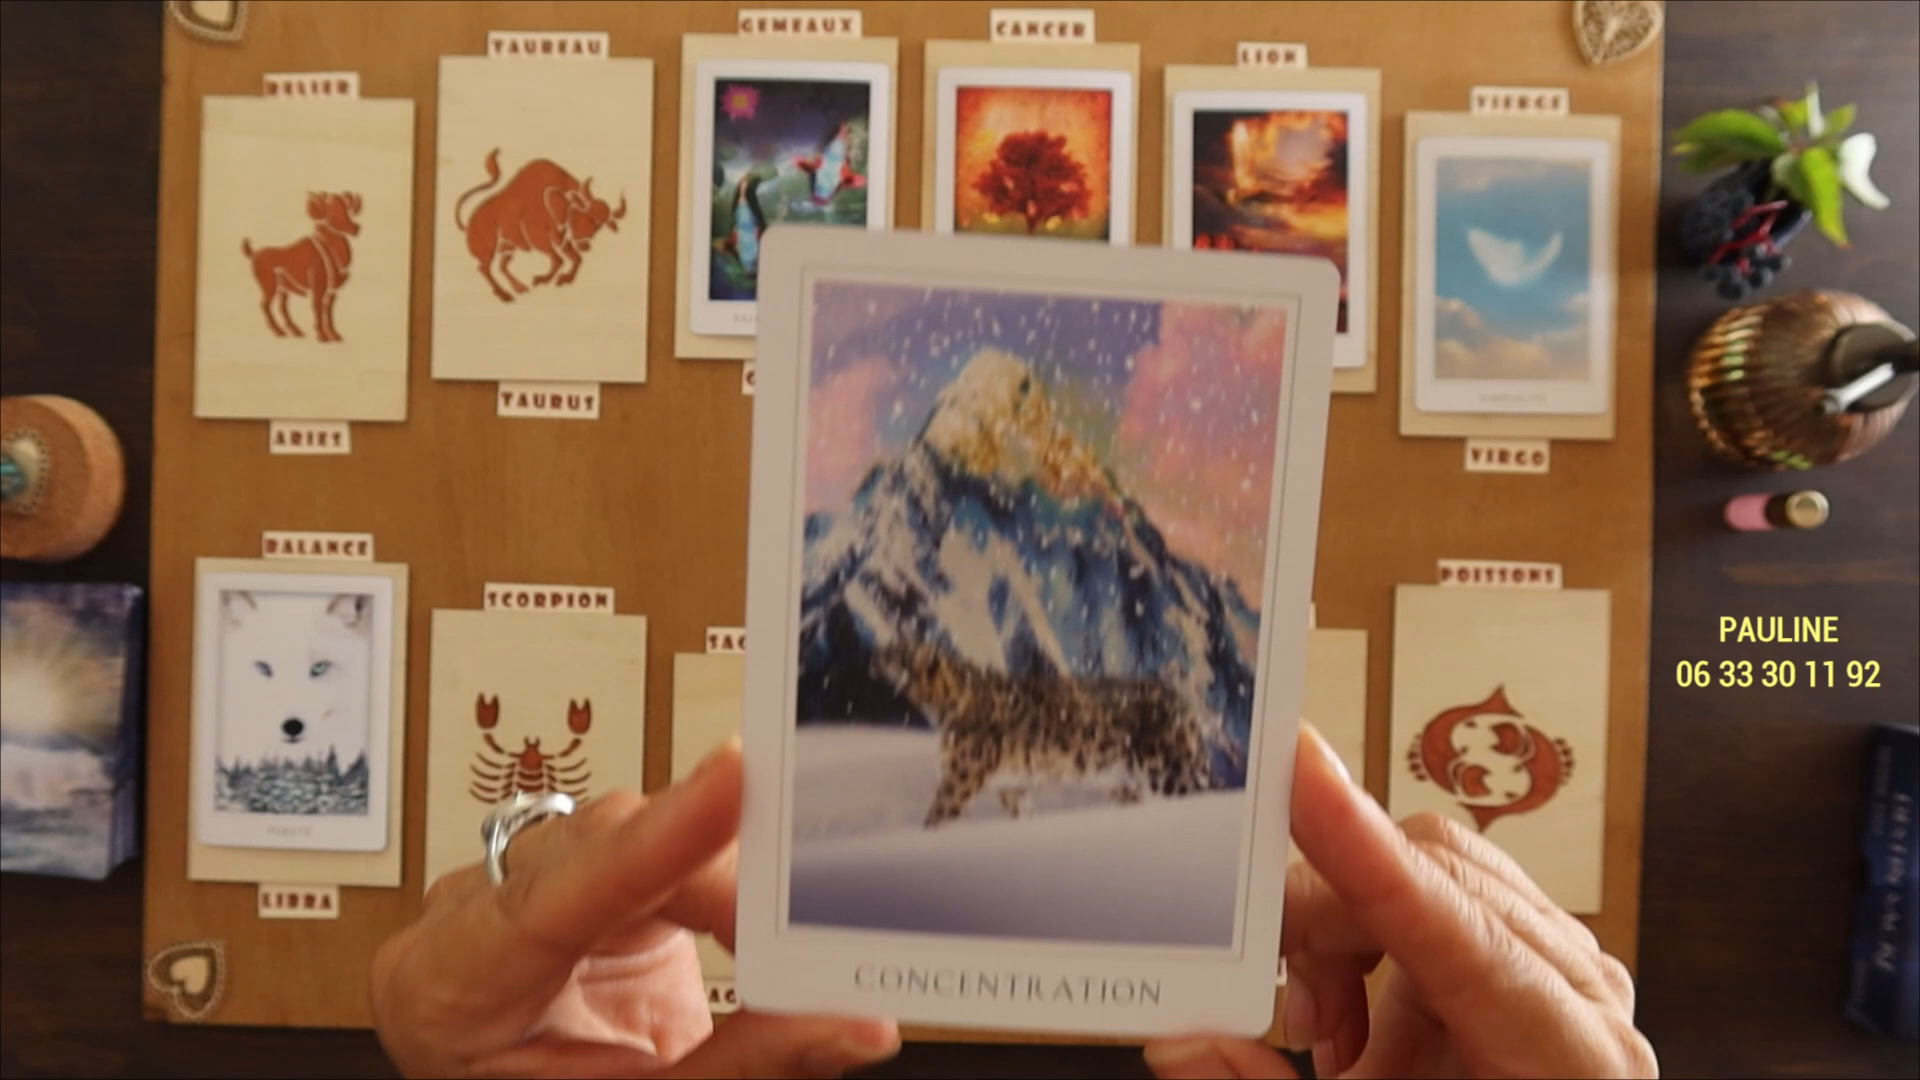 BELIER
TAUREAU
GEMEAUX
CANCER
LION
VIERGE
ARIES
TAURUS
VIRGO
BALANCE
SCORPION
SAG
POISSONS
PAULINE
06 33 30 11 92
LIBRA
CONCENTRATION